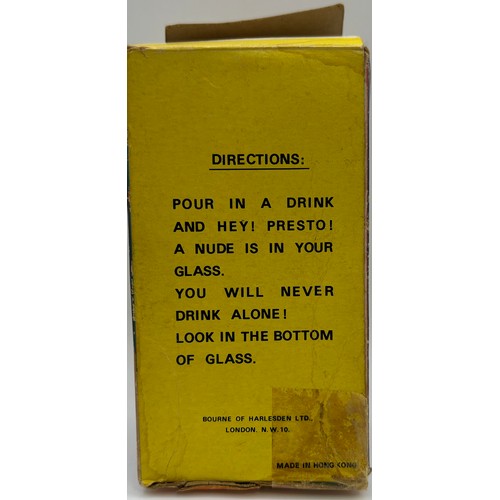 DIRECTIONS:
POUR IN A DRINK
AND HEY! PRESTO!
A NUDE IS IN YOUR
GLASS.
YOU WILL NEVER
DRINK ALONE!
LOOK IN THE BOTTOM
OF GLASS.
BOURNE OF HARLESDEN LTD.,
LONDON. N.W.10.
MADE IN HONG KONG